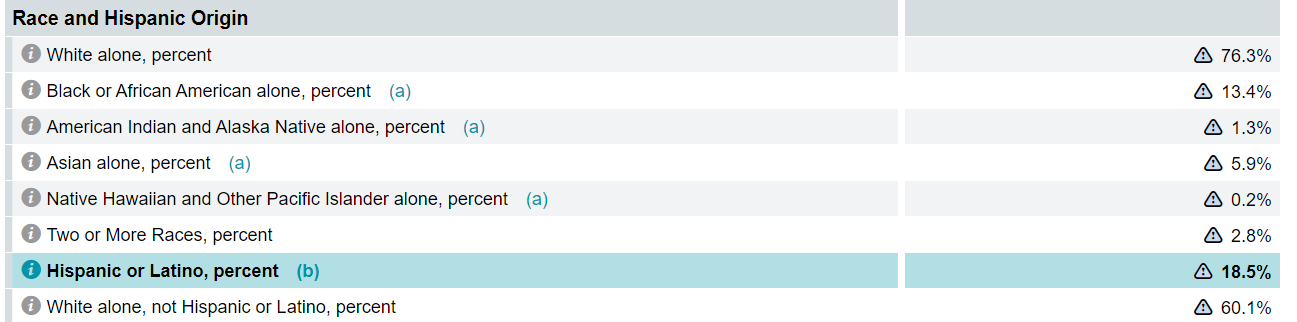 Race and Hispanic Origin
White alone, percent 76.3%
Black or African American alone, percent (a) 13.4%
American Indian and Alaska Native alone, percent (a) 1.3%
Asian alone, percent (a) 5.9%
Native Hawaiian and Other Pacific Islander alone, percent (a) 0.2%
Two or More Races, percent 2.8%
Hispanic or Latino, percent (b) 18.5%
White alone, not Hispanic or Latino, percent 60.1%